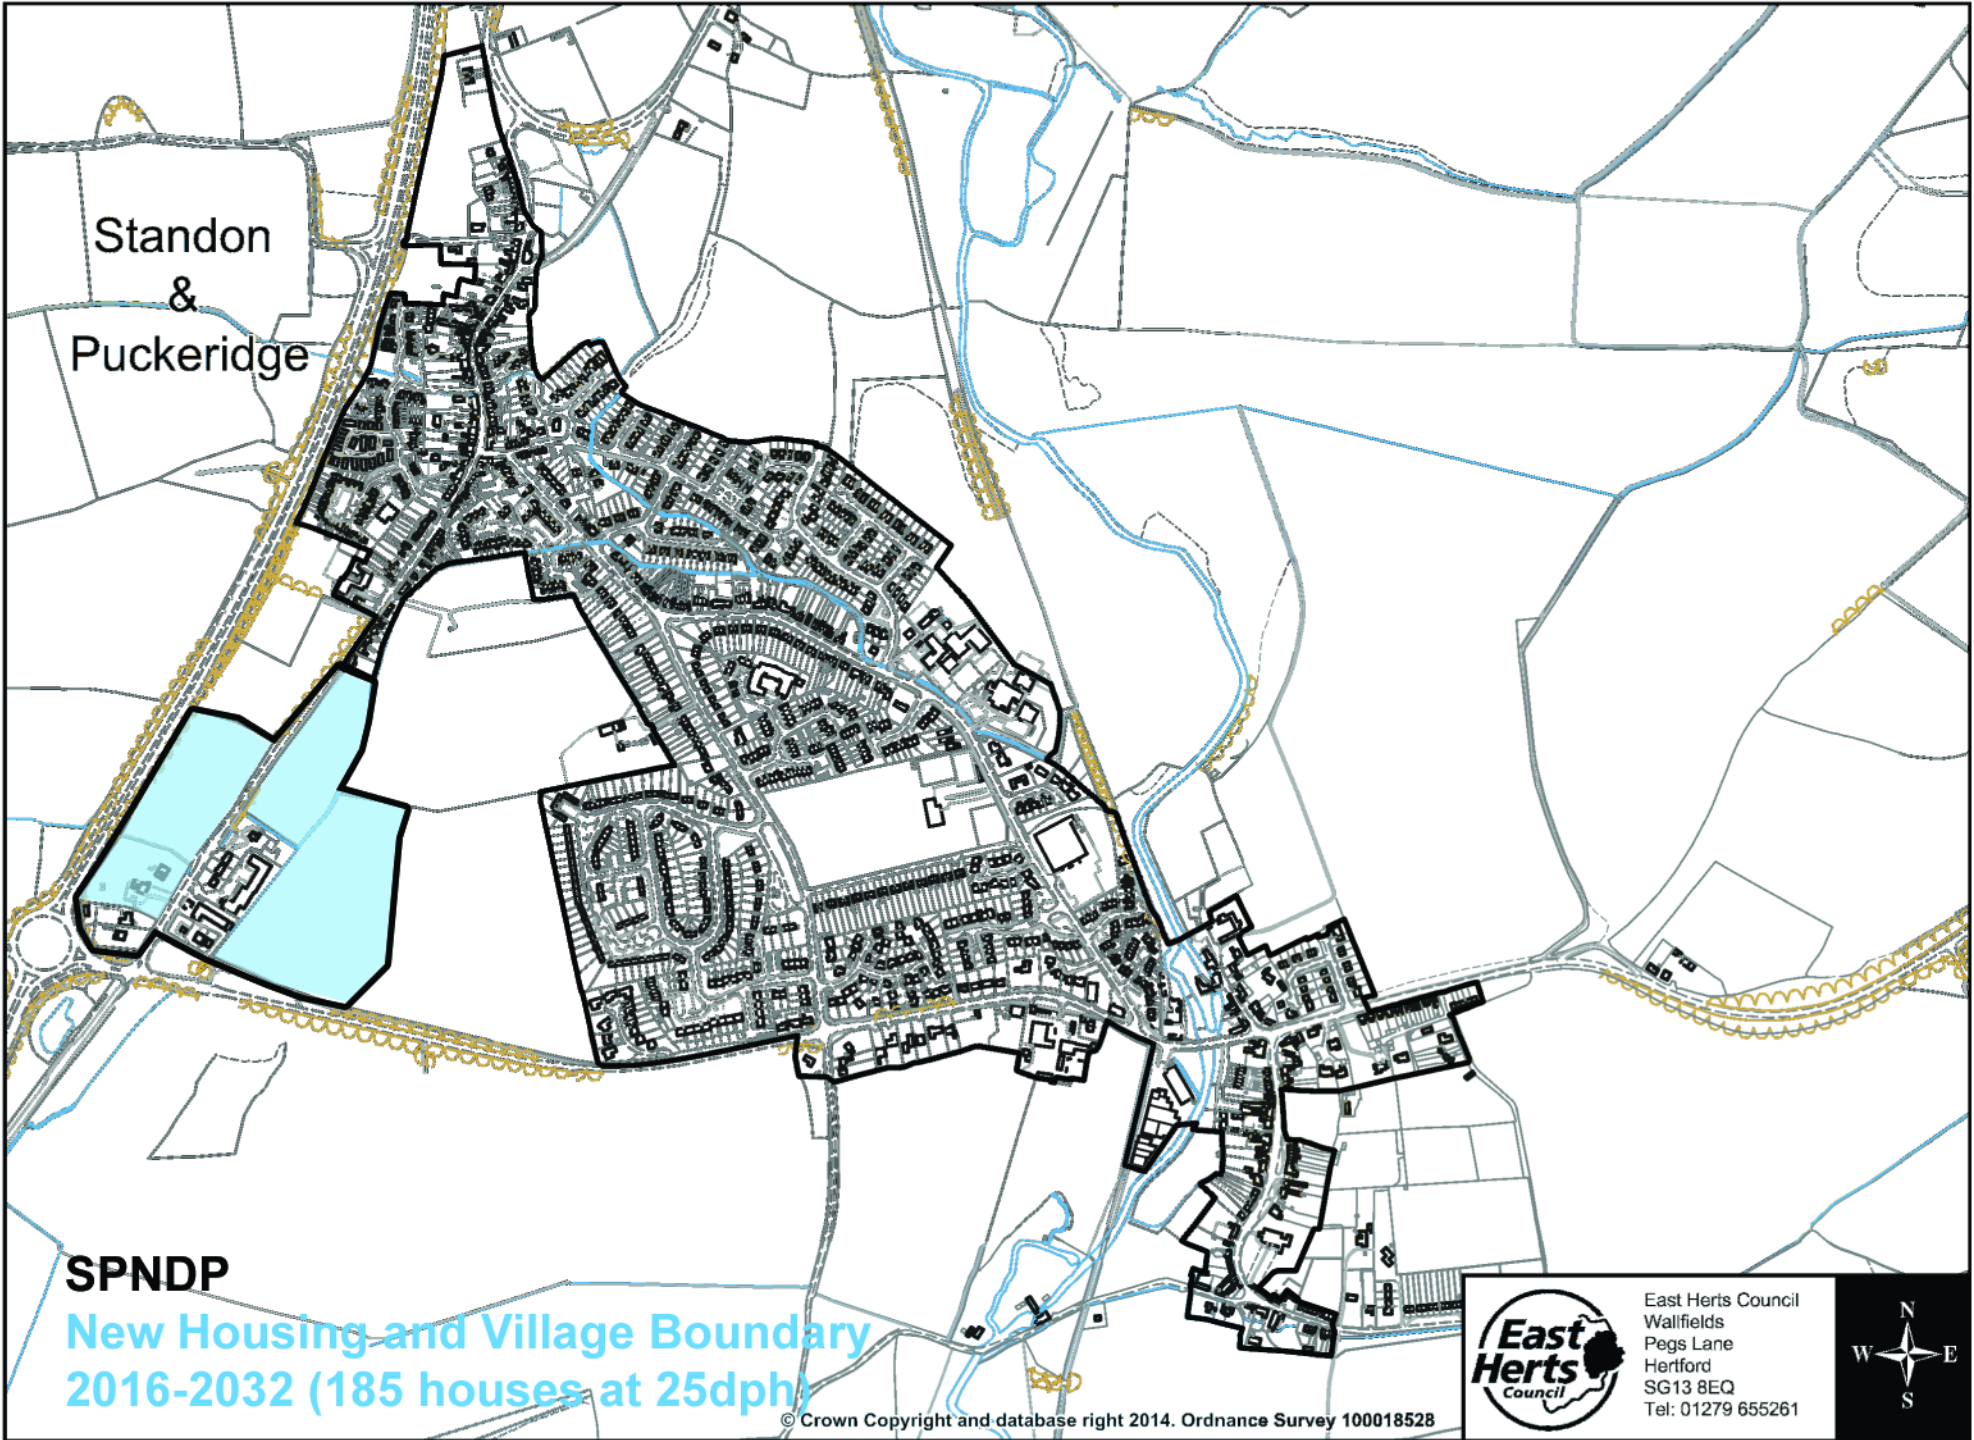 Standon
&
Puckeridge
SPNDP
New Housing and Village Boundary
2016-2032 (185 houses at 25dph)
© Crown Copyright and database right 2014. Ordnance Survey 100018528
East
Herts
Council
East Herts Council
Wallfields
Pegs Lane
Hertford
SG13 8EQ
Tel: 01279 655261
N
W E
S